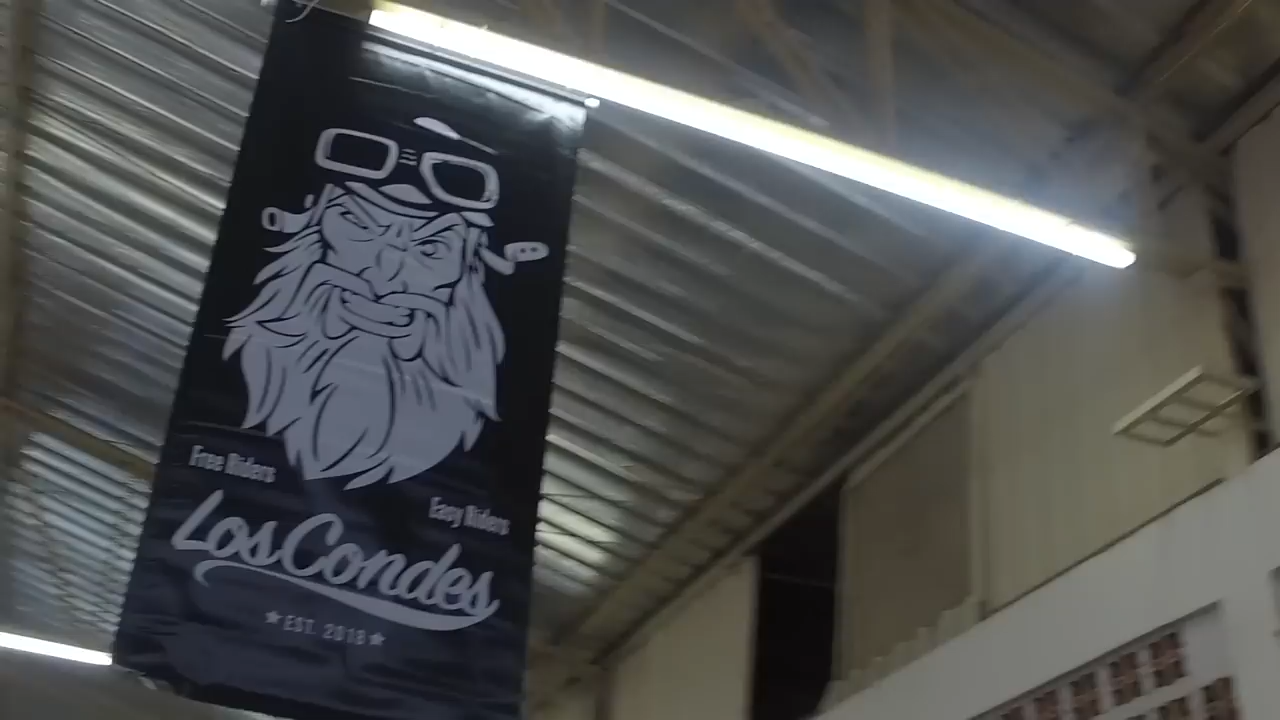 Free Riders
Easy Riders
Los Condes
★ EST. 2018 ★